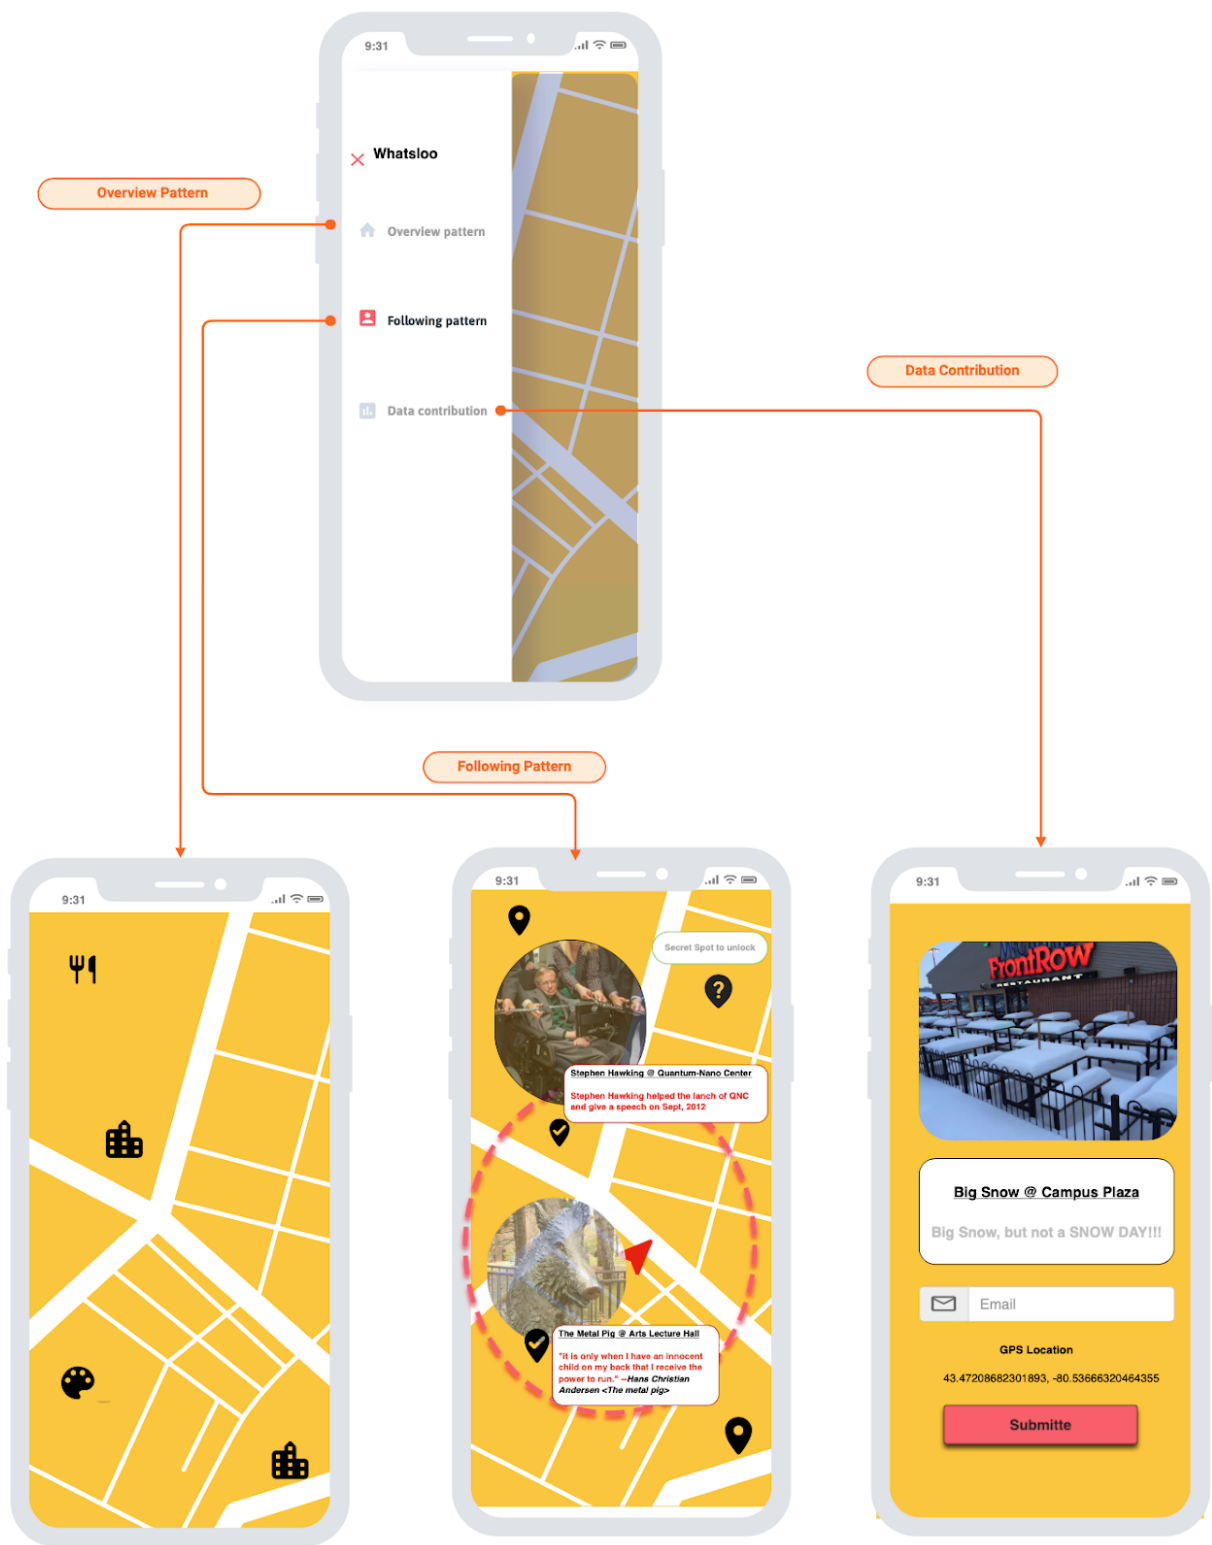 9:31
Whatsloo
Overview Pattern
Overview pattern
Following pattern
Data Contribution
Data contribution
Following Pattern
9:31
9:31
Secret Spot to unlock
?
Stephen Hawking @ Quantum-Nano Center
Stephen Hawking helped the lanch of QNC
and give a speech on Sept, 2012
The Metal Pig @ Arts Lecture Hall
"It is only when I have an innocent
child on my back that I receive the
power to run." --Hans Christian
Andersen <The metal pig>
9:31
FrontRow
RESTAURANT
Big Snow @ Campus Plaza
Big Snow, but not a SNOW DAY!!!
Email
GPS Location
43.47208682301893, -80.53666320464355
Submitte